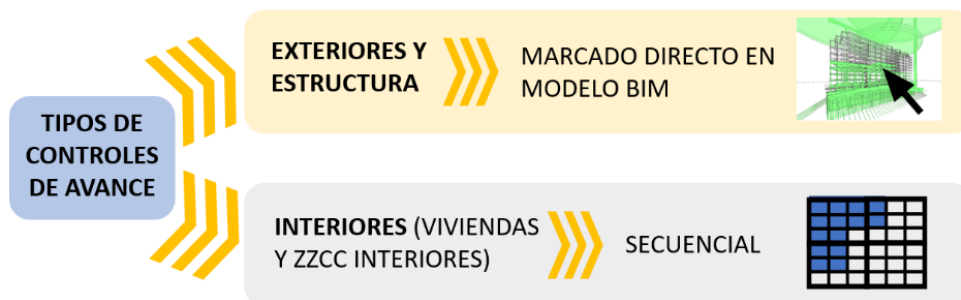 TIPOS DE
CONTROLES
DE AVANCE
EXTERIORES Y
ESTRUCTURA
MARCADO DIRECTO EN
MODELO BIM
INTERIORES (VIVIENDAS
Y ZZCC INTERIORES)
SECUENCIAL